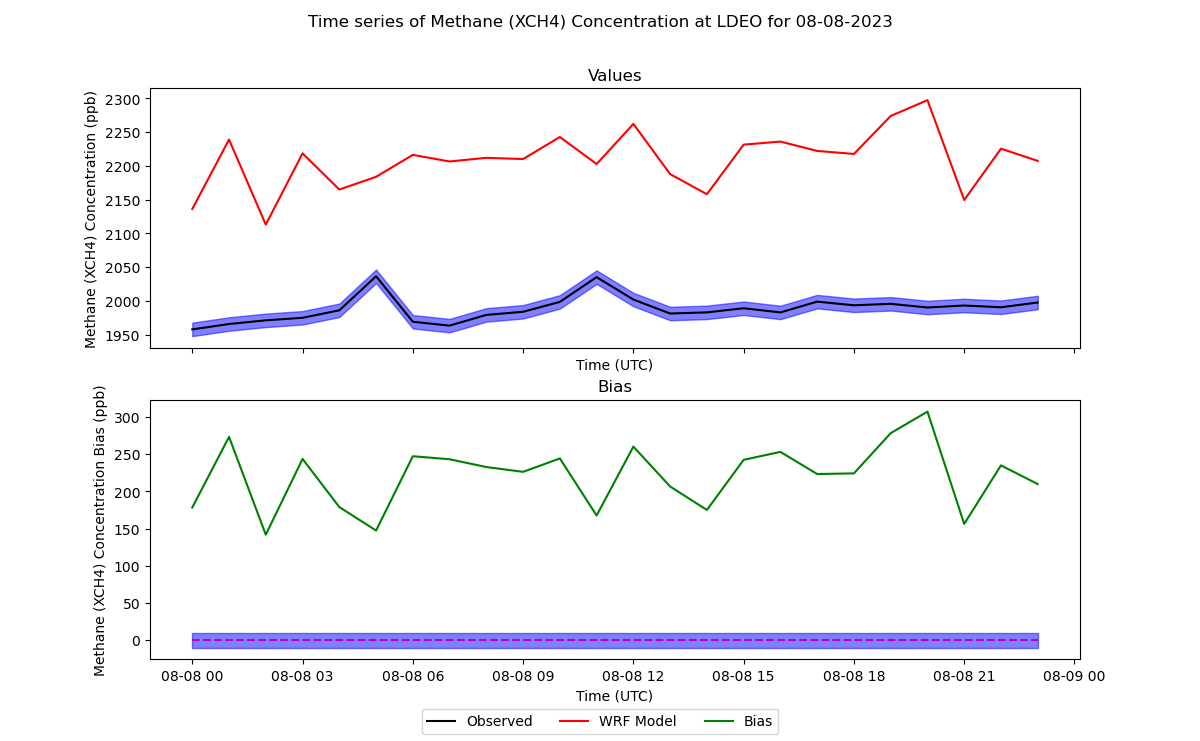 Time series of Methane (XCH4) Concentration at LDEO for 08-08-2023
Values
Methane (XCH4) Concentration (ppb)
2300
2250
2200
2150
2100
2050
2000
1950
Time (UTC)
Bias
Methane (XCH4) Concentration Bias (ppb)
300
250
200
150
100
50
0
08-08 00 08-08 03 08-08 06 08-08 09 08-08 12 08-08 15 08-08 18 08-08 21 08-09 00
Time (UTC)
Observed WRF Model Bias